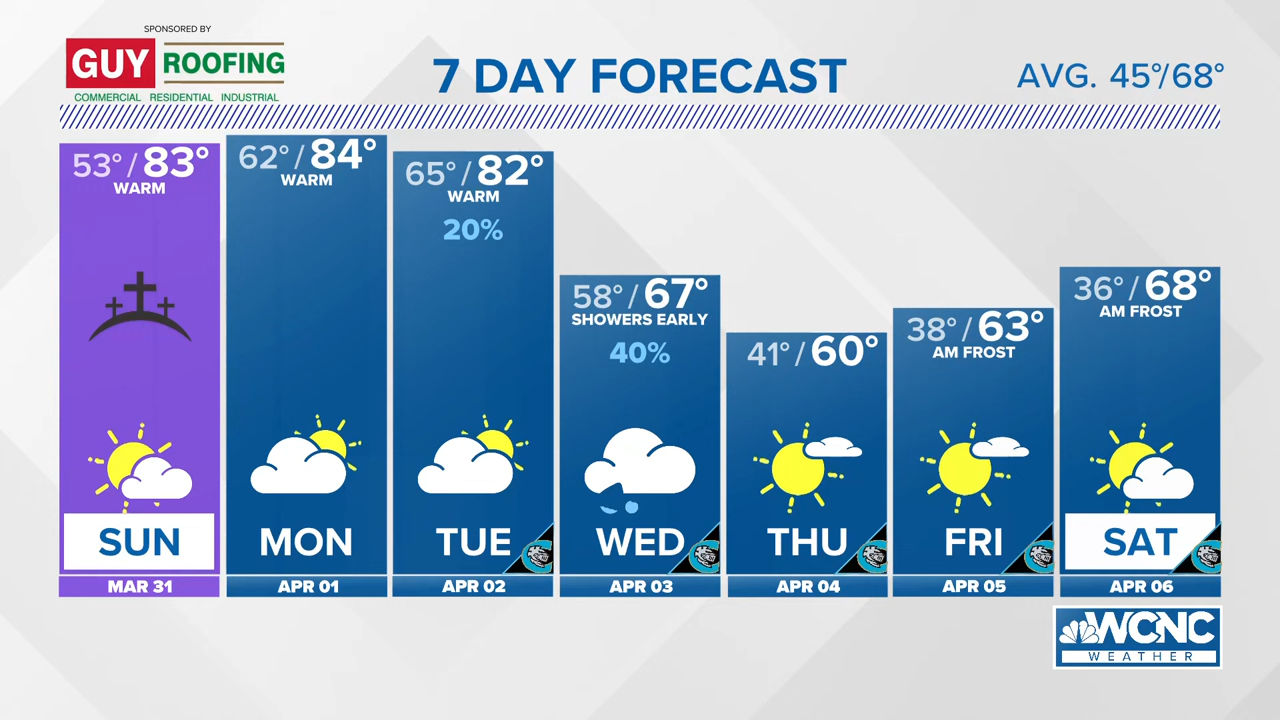 SPONSORED BY
GUY ROOFING
COMMERCIAL RESIDENTIAL INDUSTRIAL
7 DAY FORECAST
AVG. 45°/68°
53°/83°
WARM
SUN
MAR 31
62°/84°
WARM
MON
APR 01
65°/82°
WARM
20%
TUE
APR 02
58°/67°
SHOWERS EARLY
40%
WED
APR 03
41°/60°
THU
APR 04
38°/63°
AM FROST
FRI
APR 05
36°/68°
AM FROST
SAT
APR 06
WCNC
WEATHER